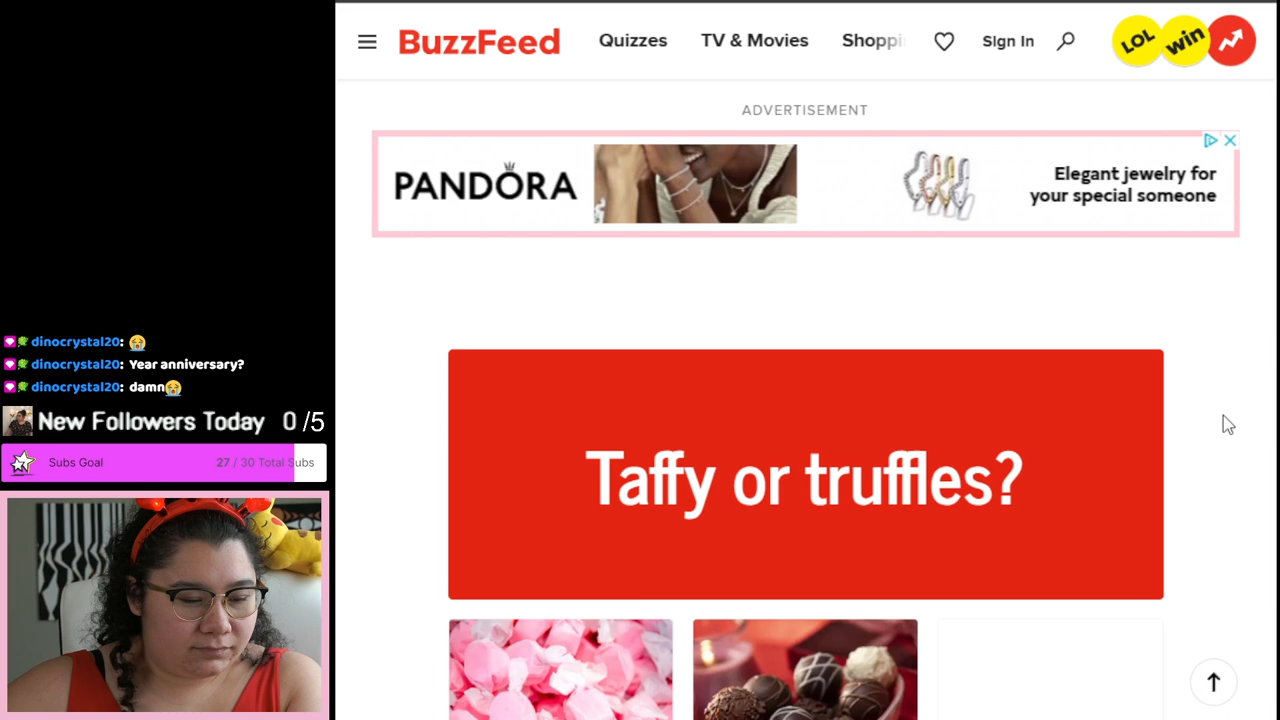 BuzzFeed
Quizzes TV & Movies Shoppi Sign In
LOL win
ADVERTISEMENT
PANDORA
Elegant jewelry for
your special someone
dinocrystal20: 😭
dinocrystal20: Year anniversary?
dinocrystal20: damn😭
New Followers Today 0 /5
Subs Goal 27 / 30 Total Subs
Taffy or truffles?